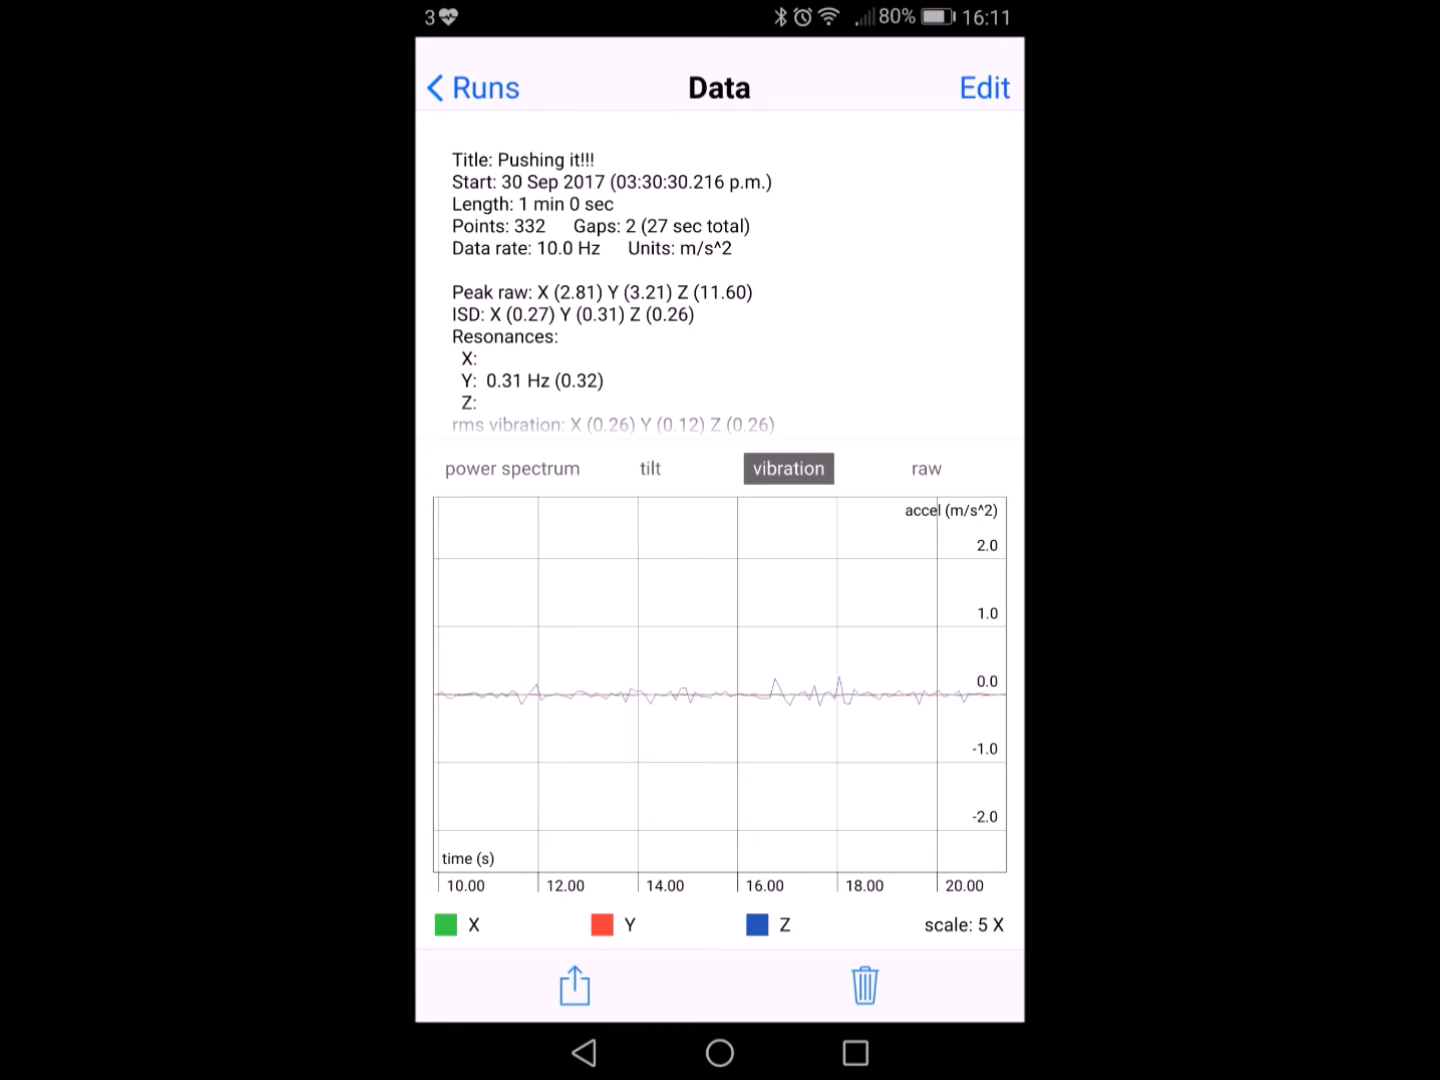 3 80% 16:11
Runs Data Edit
Title: Pushing it!!!
Start: 30 Sep 2017 (03:30:30.216 p.m.)
Length: 1 min 0 sec
Points: 332 Gaps: 2 (27 sec total)
Data rate: 10.0 Hz Units: m/s^2
Peak raw: X (2.81) Y (3.21) Z (11.60)
ISD: X (0.27) Y (0.31) Z (0.26)
Resonances:
X:
Y: 0.31 Hz (0.32)
Z:
rms vibration: X (0.26) Y (0.12) Z (0.26)
power spectrum tilt vibration raw
accel (m/s^2)
2.0
1.0
0.0
-1.0
-2.0
time (s)
10.00 12.00 14.00 16.00 18.00 20.00
X Y Z scale: 5 X